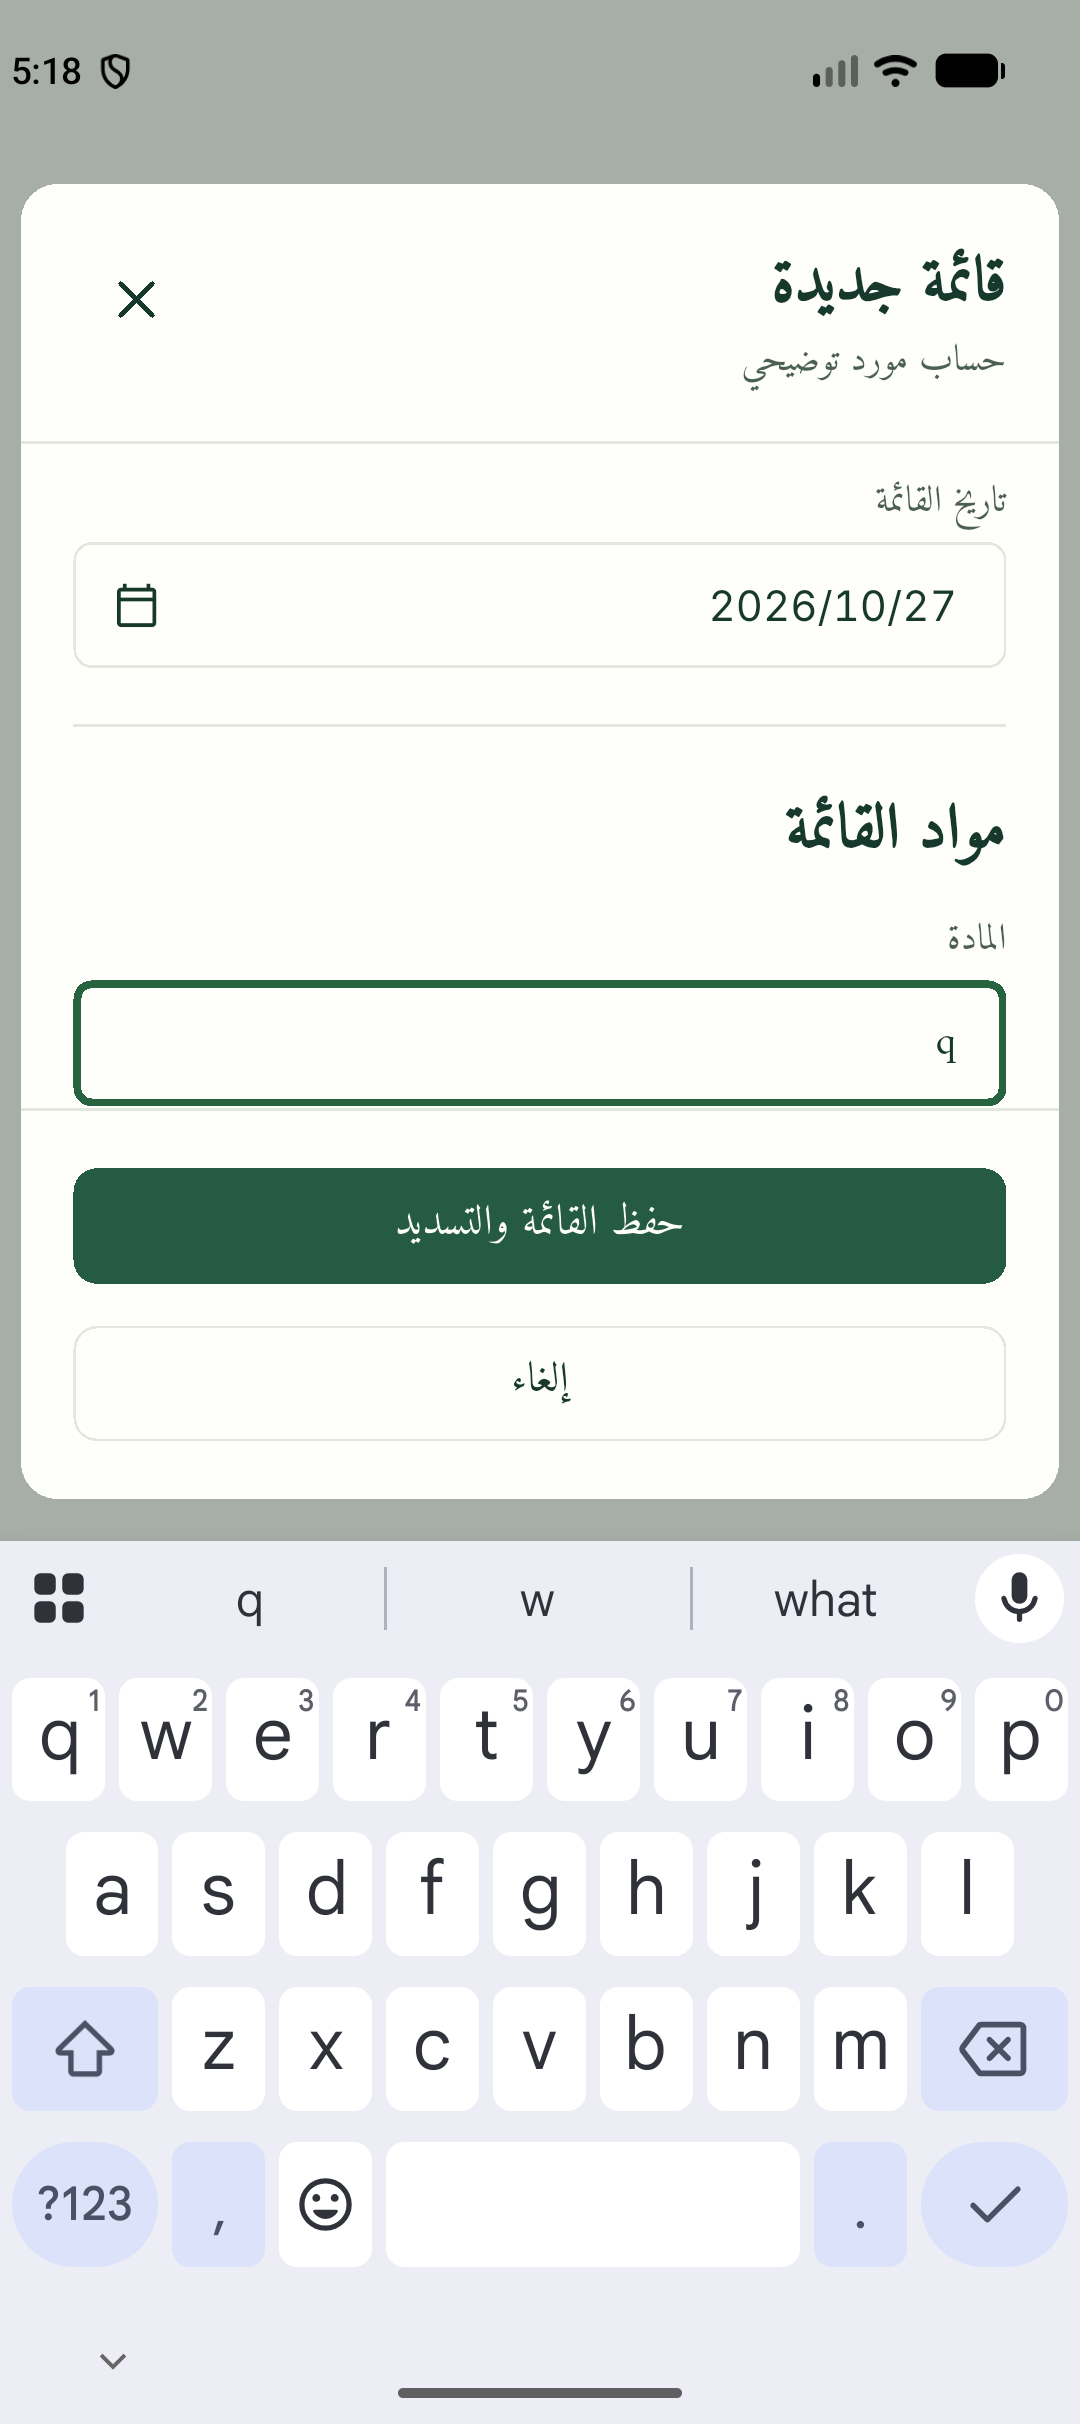 5:18
قائمة جديدة
حساب مورد توضيحي
تاريخ القائمة
2026/10/27
مواد القائمة
المادة
q
حفظ القائمة والتسديد
إلغاء
q w what
q 1 w 2 e 3 r 4 t 5 y 6 u 7 i 8 o 9 p 0
a s d f g h j k l
z x c v b n m
?123 , .